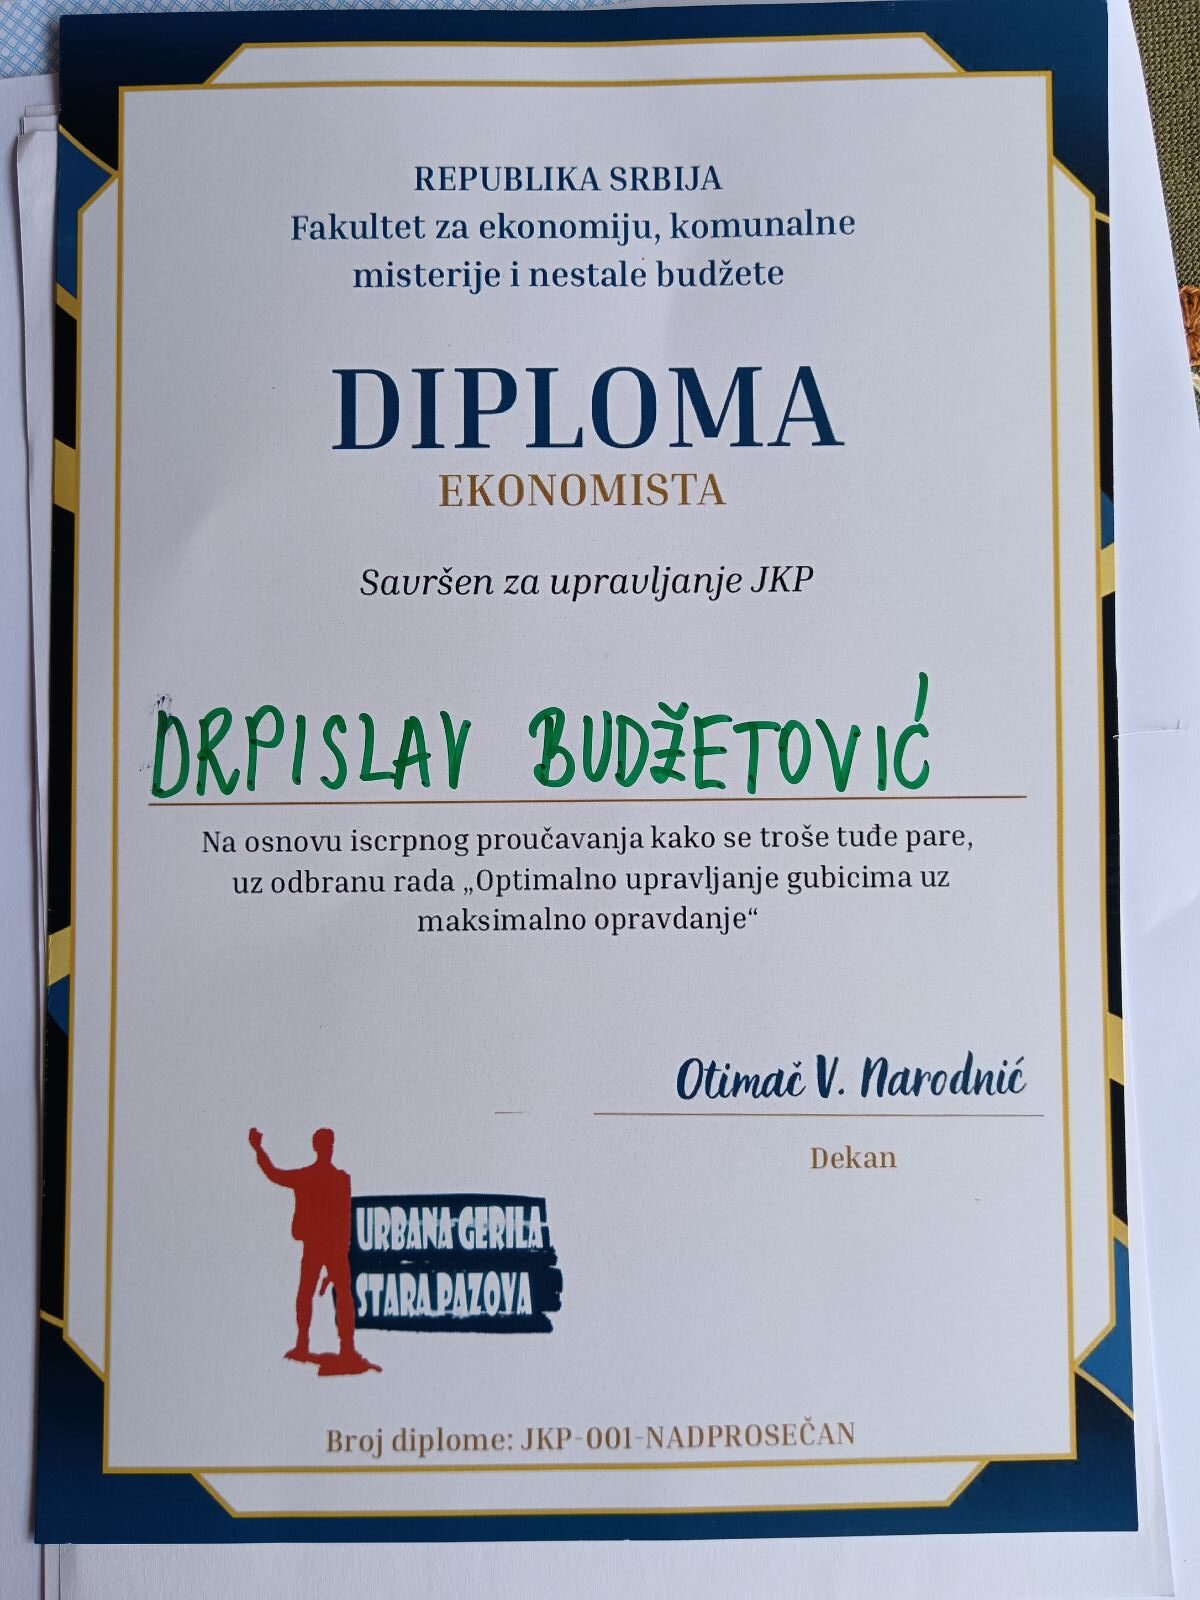 REPUBLIKA SRBIJA
Fakultet za ekonomiju, komunalne
misterije i nestale budžete
DIPLOMA
EKONOMISTA
Savršen za upravljanje JKP
DRPISLAV BUDŽETOVIĆ
Na osnovu iscrpnog proučavanja kako se troše tuđe pare,
uz odbranu rada „Optimalno upravljanje gubicima uz
maksimalno opravdanje“
Otimač V. Narodnić
Dekan
URBANA GERILA
STARA PAZOVA
Broj diplome: JKP-001-NADPROSEČAN